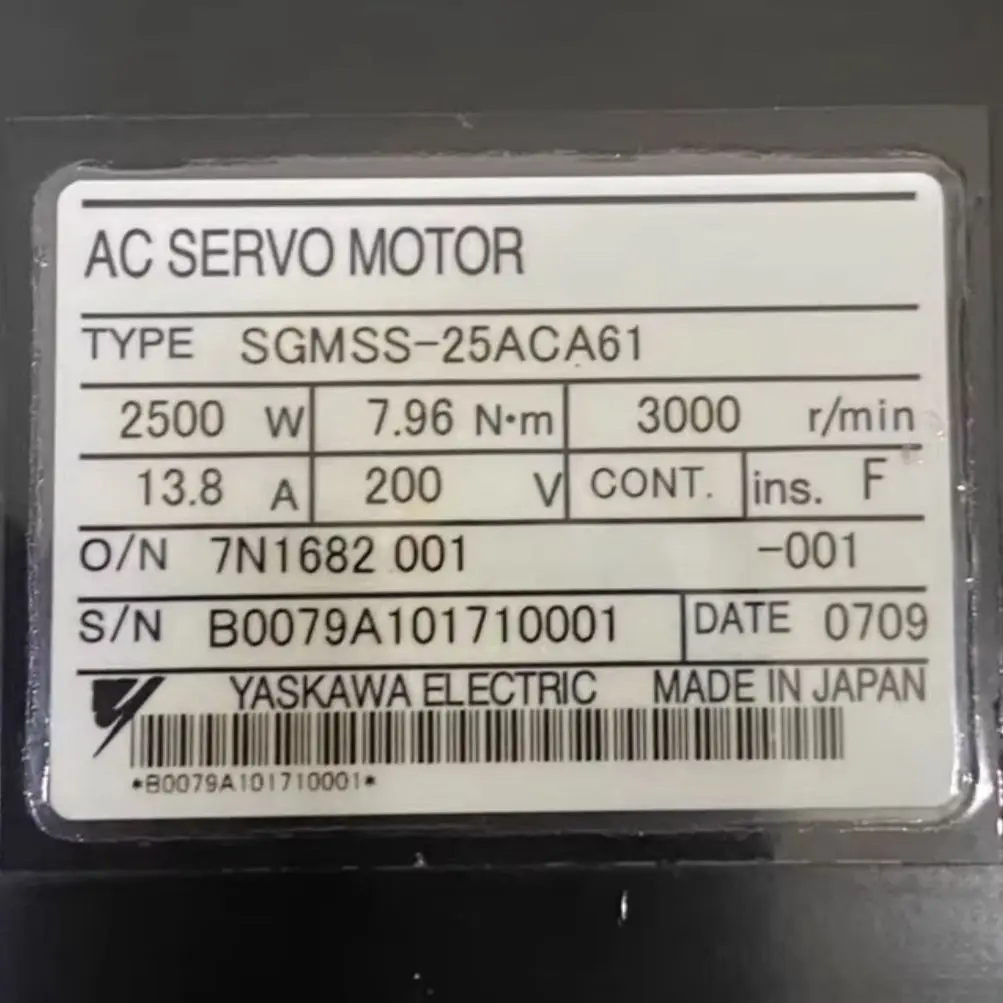 AC SERVO MOTOR
TYPE SGMSS-25ACA61
2500 W 7.96 N·m 3000 r/min
13.8 A 200 V CONT. ins. F
O/N 7N1682 001 -001
S/N B0079A101710001 DATE 0709
YASKAWA ELECTRIC MADE IN JAPAN
*B0079A101710001*